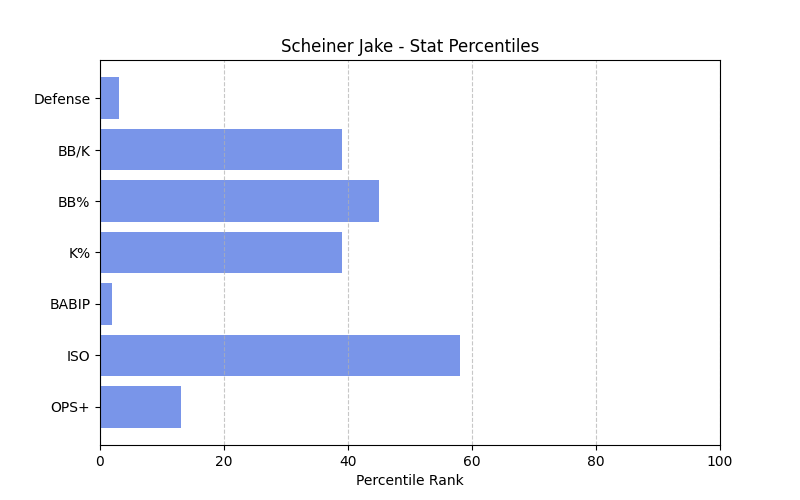 Scheiner Jake - Stat Percentiles
Defense
BB/K
BB%
K%
BABIP
ISO
OPS+
0 20 40 60 80 100
Percentile Rank